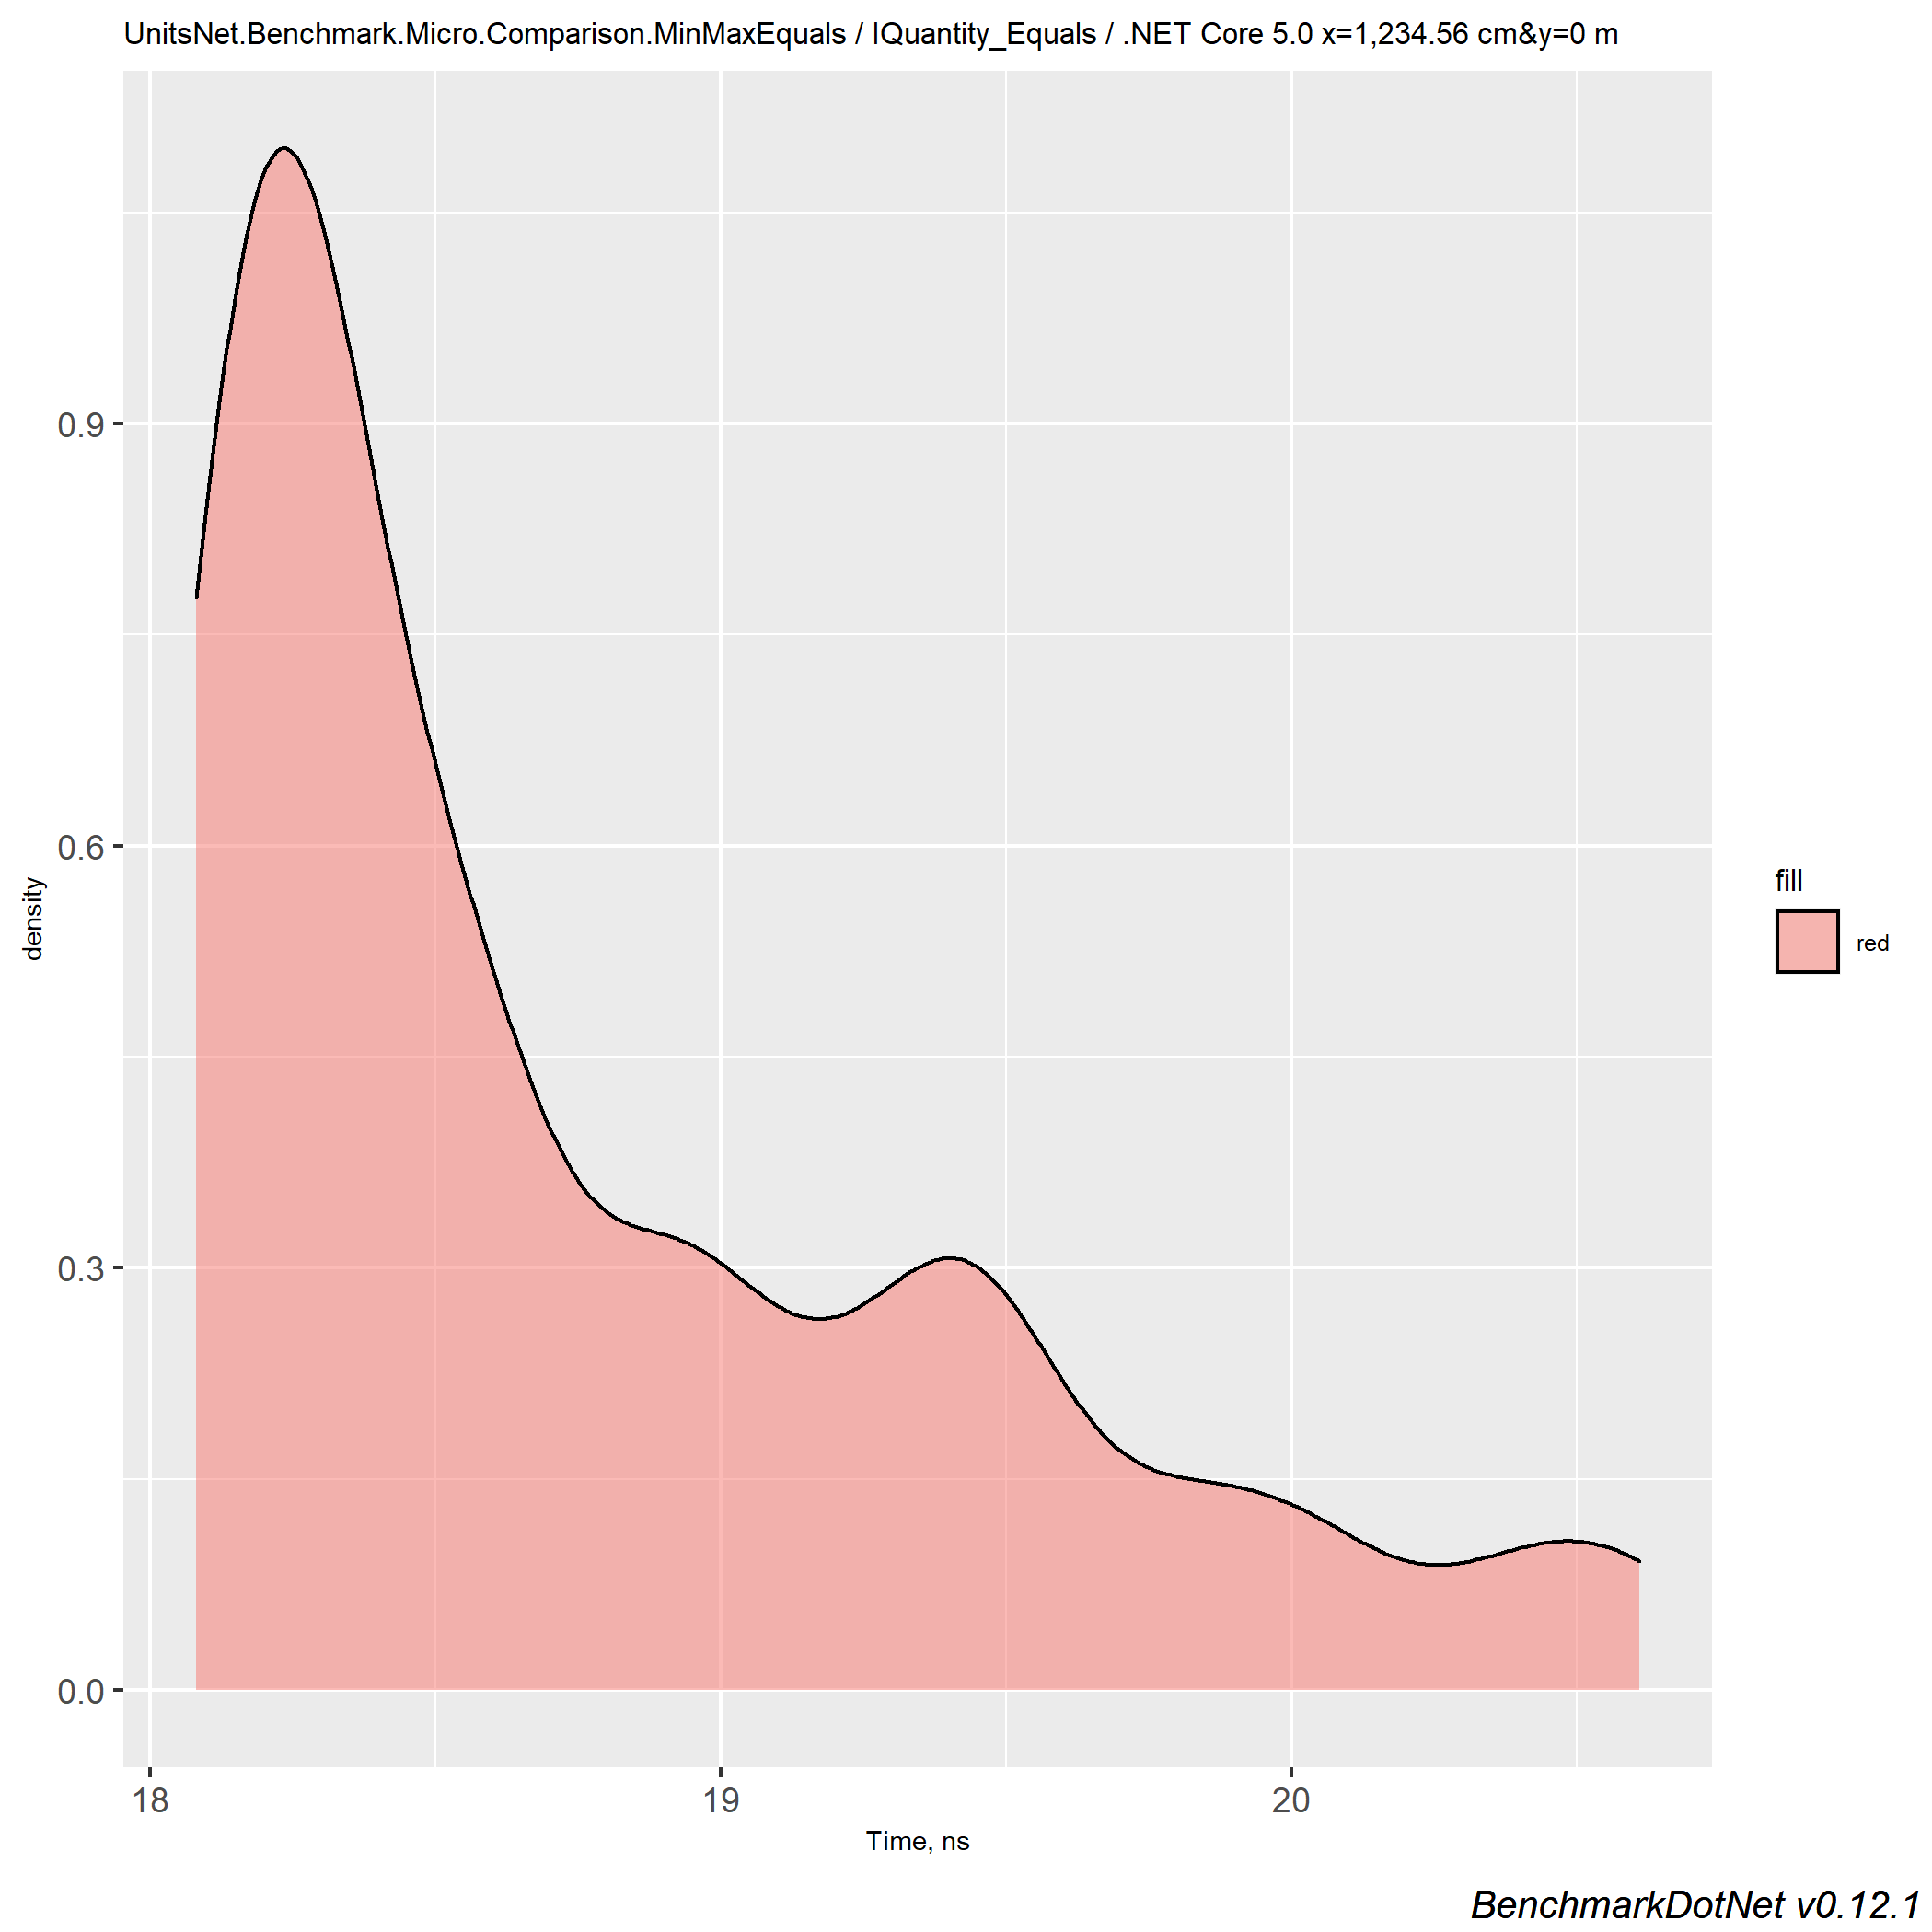 UnitsNet.Benchmark.Micro.Comparison.MinMaxEquals / IQuantity_Equals / .NET Core 5.0 x=1,234.56 cm&y=0 m
0.9
0.6
0.3
0.0
density
18 19 20
Time, ns
fill
red
BenchmarkDotNet v0.12.1